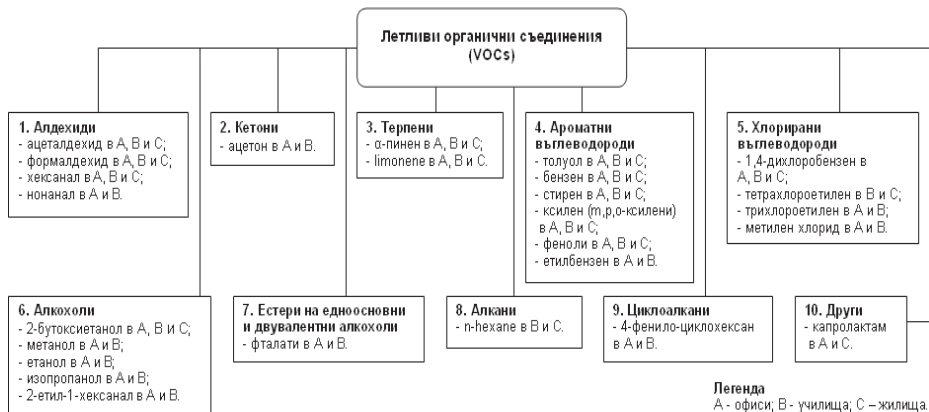 Летливи органични съединения
(VOCs)
1. Алдехиди
- ацеталдехид в А, В и С;
- формалдехид в А, В и С;
- хексанал в А, В и С;
- нонанал в А и В.
2. Кетони
- ацетон в А и В.
3. Терпени
- α-пинен в А, В и С;
- limonene в А, В и С.
4. Ароматни
въглеводороди
- толуол в А, В и С;
- бензен в А, В и С;
- стирен в А, В и С;
- ксилен (m,p,o-ксилени)
в А, В и С;
- феноли в А, В и С;
- етилбензен в А и В.
5. Хлорирани
въглеводороди
- 1,4-дихлоробензен в
А, В и С;
- тетрахлороетилен в В и С;
- трихлороетилен в А и В;
- метилен хлорид в А и В.
6. Алкохоли
- 2-бутоксиетанол в А, В и С;
- метанол в А и В;
- етанол в А и В;
- изопропанол в А и В;
- 2-етил-1-хексанал в А и В.
7. Естери на едноосновни
и двувалентни алкохоли
- фталати в А и В.
8. Алкани
- n-hexane в В и С.
9. Циклоалкани
- 4-фенило-циклохексан
в А и В.
10. Други
- капролактам
в А и С.
Легенда
А - офиси; В - училища; С – жилища.